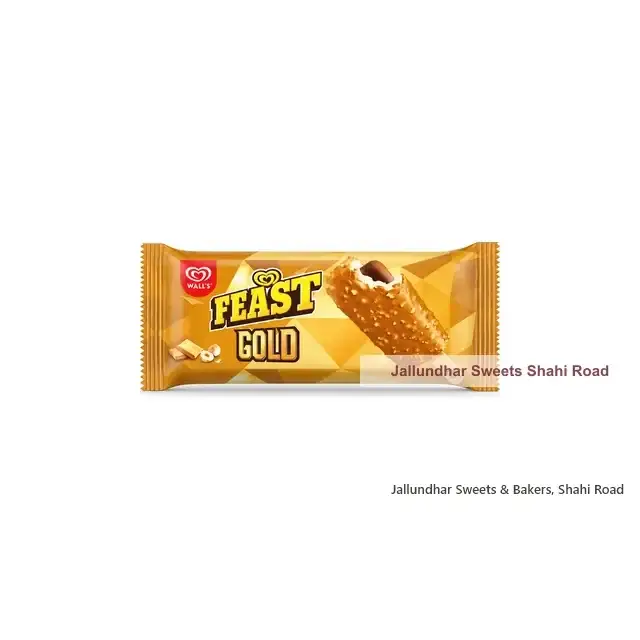 WALL'S
FEAST
GOLD
Jallundhar Sweets Shahi Road
Jallundhar Sweets & Bakers, Shahi Road